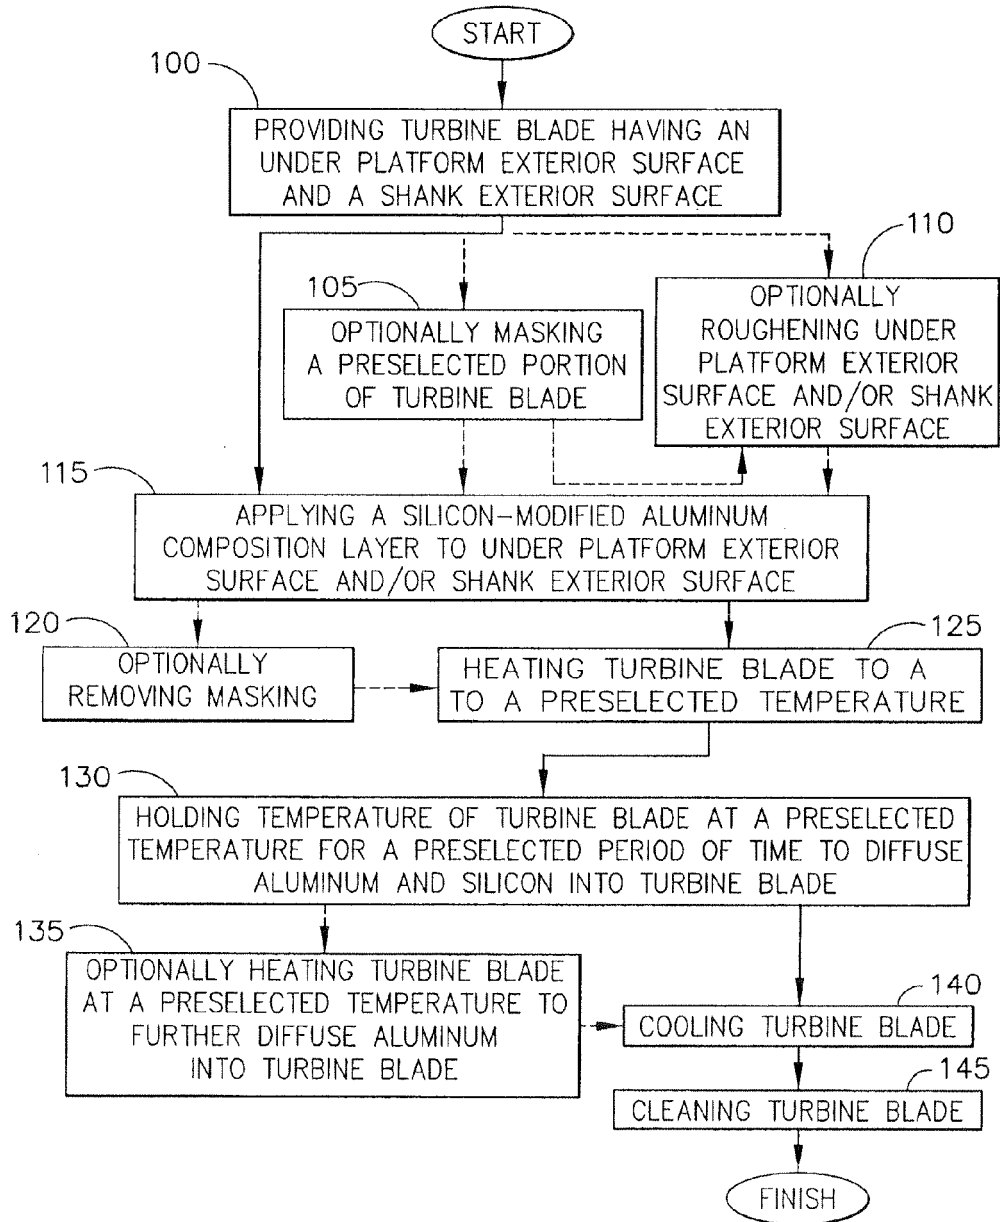 START
100
PROVIDING TURBINE BLADE HAVING AN
UNDER PLATFORM EXTERIOR SURFACE
AND A SHANK EXTERIOR SURFACE
110
OPTIONALLY
ROUGHENING UNDER
PLATFORM EXTERIOR
SURFACE AND/OR SHANK
EXTERIOR SURFACE
105
OPTIONALLY MASKING
A PRESELECTED PORTION
OF TURBINE BLADE
115
APPLYING A SILICON-MODIFIED ALUMINUM
COMPOSITION LAYER TO UNDER PLATFORM EXTERIOR
SURFACE AND/OR SHANK EXTERIOR SURFACE
120
OPTIONALLY
REMOVING MASKING
125
HEATING TURBINE BLADE TO A
TO A PRESELECTED TEMPERATURE
130
HOLDING TEMPERATURE OF TURBINE BLADE AT A PRESELECTED
TEMPERATURE FOR A PRESELECTED PERIOD OF TIME TO DIFFUSE
ALUMINUM AND SILICON INTO TURBINE BLADE
135
OPTIONALLY HEATING TURBINE BLADE
AT A PRESELECTED TEMPERATURE TO
FURTHER DIFFUSE ALUMINUM
INTO TURBINE BLADE
140
COOLING TURBINE BLADE
145
CLEANING TURBINE BLADE
FINISH